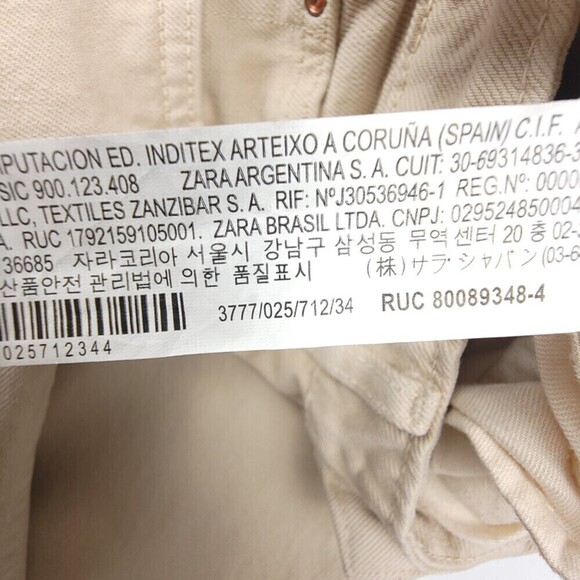 PUTACION ED. INDITEX ARTEIXO A CORUÑA (SPAIN) C.I.F.
SIC 900.123.408 ZARA ARGENTINA S. A. CUIT: 30-69314836-
LLC, TEXTILES ZANZIBAR S. A. RIF: NºJ30536946-1 REG.Nº: 0000
A. RUC 1792159105001. ZARA BRASIL LTDA. CNPJ: 02952485000
36685 자라코리아 서울시 강남구 삼성동 무역센터 20 층 02-3
산품안전 관리법에 의한 품질표시 (株) サラ・ジャパン (03-6
3777/025/712/34 RUC 80089348-4
025712344